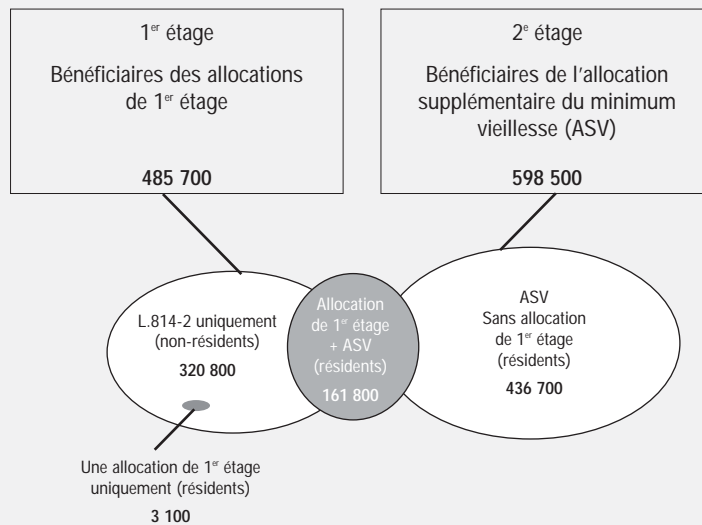 1er étage
Bénéficiaires des allocations
de 1er étage
485 700
2e étage
Bénéficiaires de l'allocation
supplémentaire du minimum
vieillesse (ASV)
598 500
L.814-2 uniquement
(non-résidents)
320 800
Allocation
de 1er étage
+ ASV
(résidents)
161 800
ASV
Sans allocation
de 1er étage
(résidents)
436 700
Une allocation de 1er étage
uniquement (résidents)
3 100